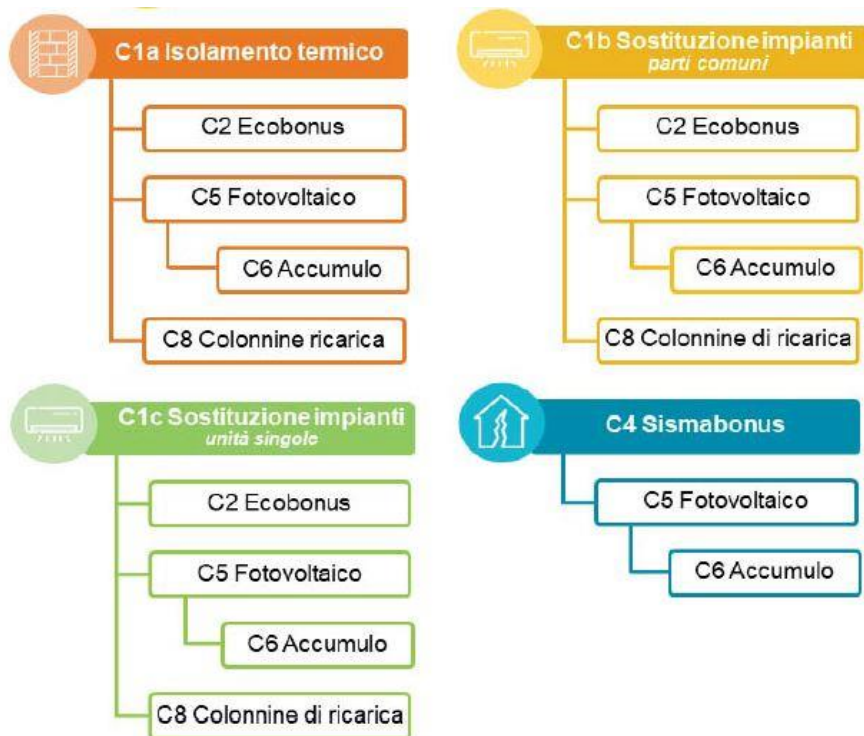 C1a Isolamento termico
C2 Ecobonus
C5 Fotovoltaico
C6 Accumulo
C8 Colonnine ricarica
C1b Sostituzione impianti
parti comuni
C2 Ecobonus
C5 Fotovoltaico
C6 Accumulo
C8 Colonnine di ricarica
C1c Sostituzione impianti
unità singole
C2 Ecobonus
C5 Fotovoltaico
C6 Accumulo
C8 Colonnine di ricarica
C4 Sismabonus
C5 Fotovoltaico
C6 Accumulo